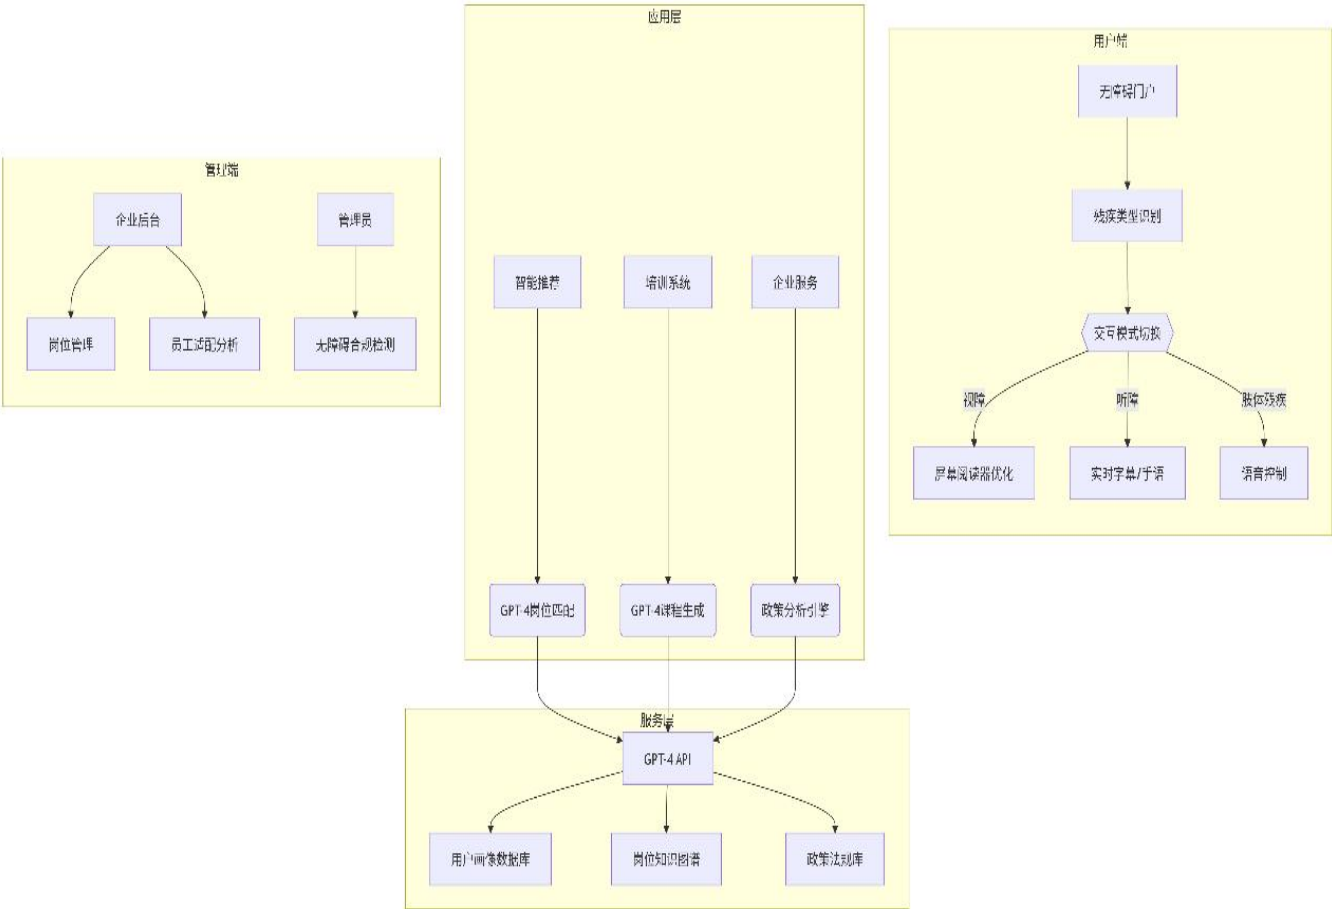 应用层
智能推荐
培训系统
企业服务
GPT-4岗位匹配
GPT-4课程生成
政策分析引擎
用户端
无障碍门户
残疾类型识别
交互模式切换
视障
听障
肢体残疾
屏幕阅读器优化
实时字幕/手语
语音控制
管理端
企业后台
管理员
岗位管理
员工适配分析
无障碍合规检测
服务层
GPT-4 API
用户画像数据库
岗位知识图谱
政策法规库